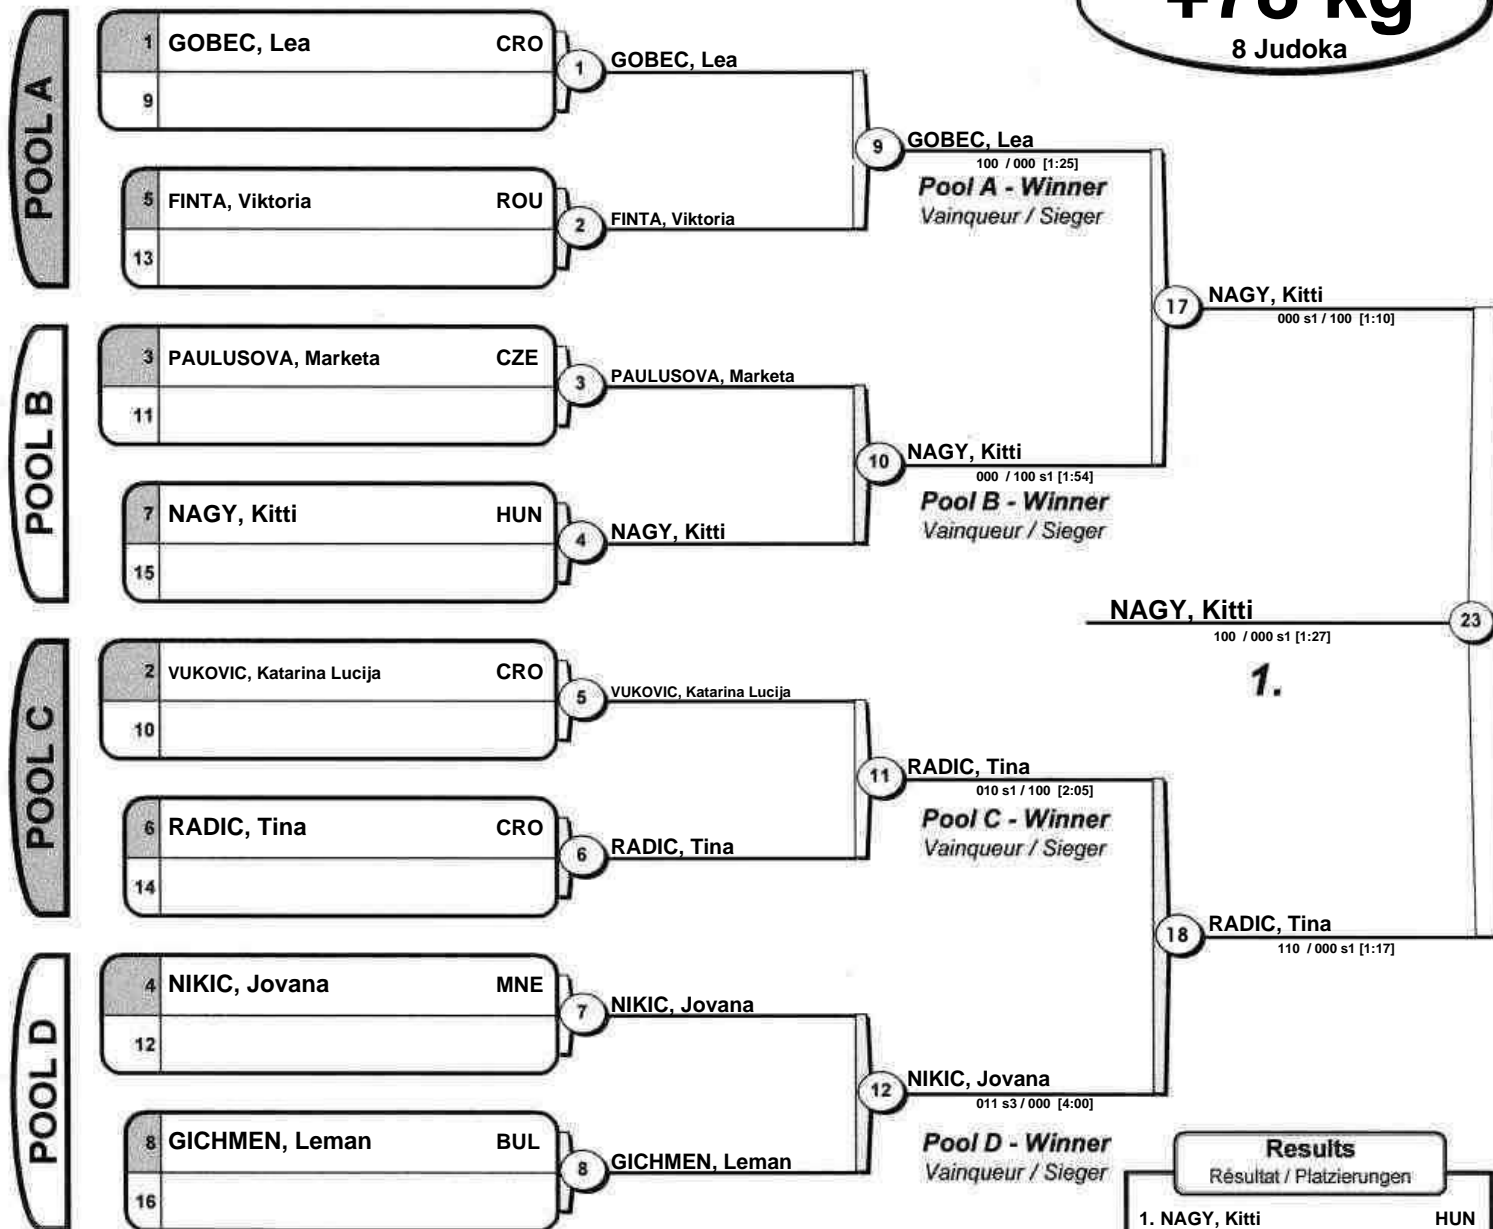 +78 kg
8 Judoka
POOL A
1 GOBEC, Lea CRO
9
1 GOBEC, Lea
5 FINTA, Viktoria ROU
13
2 FINTA, Viktoria
9 GOBEC, Lea
100 / 000 [1:25]
Pool A - Winner
Vainqueur / Sieger
POOL B
3 PAULUSOVA, Marketa CZE
11
3 PAULUSOVA, Marketa
7 NAGY, Kitti HUN
15
4 NAGY, Kitti
10 NAGY, Kitti
000 / 100 s1 [1:54]
Pool B - Winner
Vainqueur / Sieger
17 NAGY, Kitti
000 s1 / 100 [1:10]
NAGY, Kitti 23
100 / 000 s1 [1:27]
1.
POOL C
2 VUKOVIC, Katarina Lucija CRO
10
5 VUKOVIC, Katarina Lucija
6 RADIC, Tina CRO
14
6 RADIC, Tina
11 RADIC, Tina
010 s1 / 100 [2:05]
Pool C - Winner
Vainqueur / Sieger
18 RADIC, Tina
110 / 000 s1 [1:17]
POOL D
4 NIKIC, Jovana MNE
12
7 NIKIC, Jovana
8 GICHMEN, Leman BUL
16
8 GICHMEN, Leman
12 NIKIC, Jovana
011 s3 / 000 [4:00]
Pool D - Winner
Vainqueur / Sieger
Results
Résultat / Platzierungen
1. NAGY, Kitti HUN